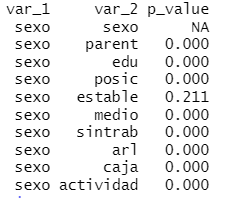 var_1 var_2 p_value
sexo sexo NA
sexo parent 0.000
sexo edu 0.000
sexo posic 0.000
sexo estable 0.211
sexo medio 0.000
sexo sintrab 0.000
sexo arl 0.000
sexo caja 0.000
sexo actividad 0.000